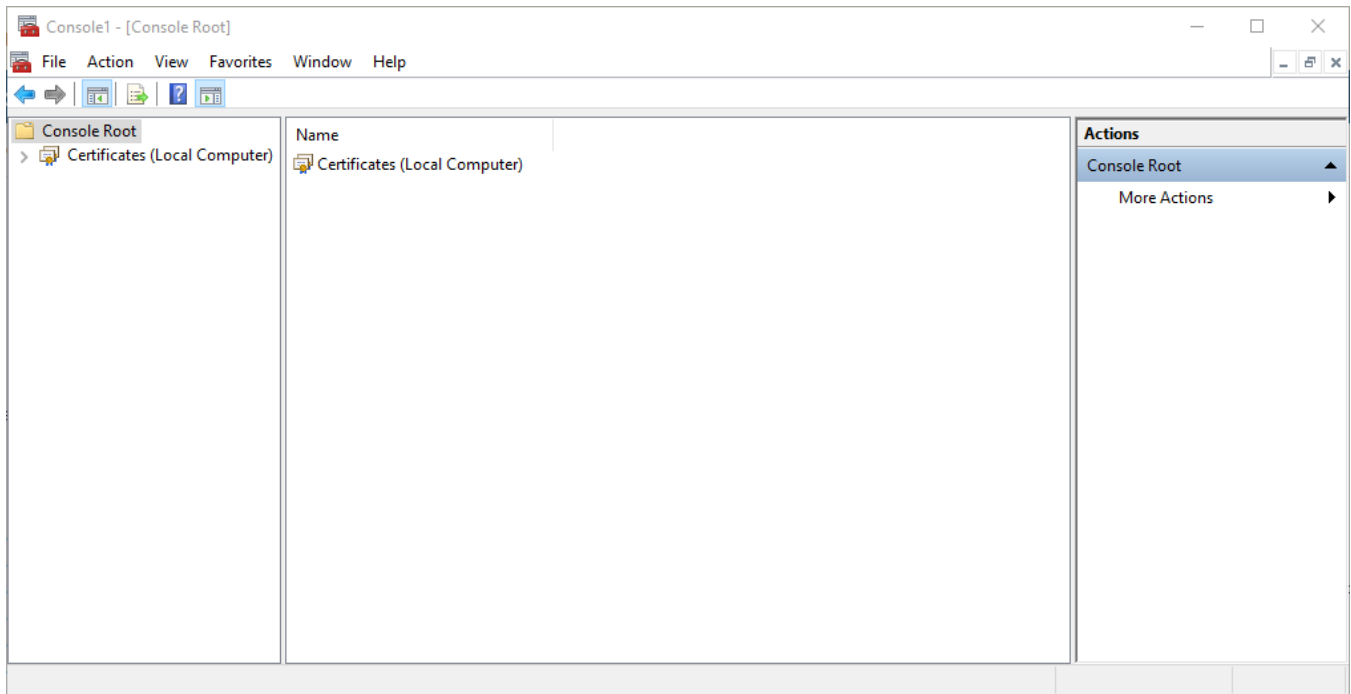 Console1 - [Console Root]
File Action View Favorites Window Help
Console Root
Certificates (Local Computer)
Name
Certificates (Local Computer)
Actions
Console Root
More Actions